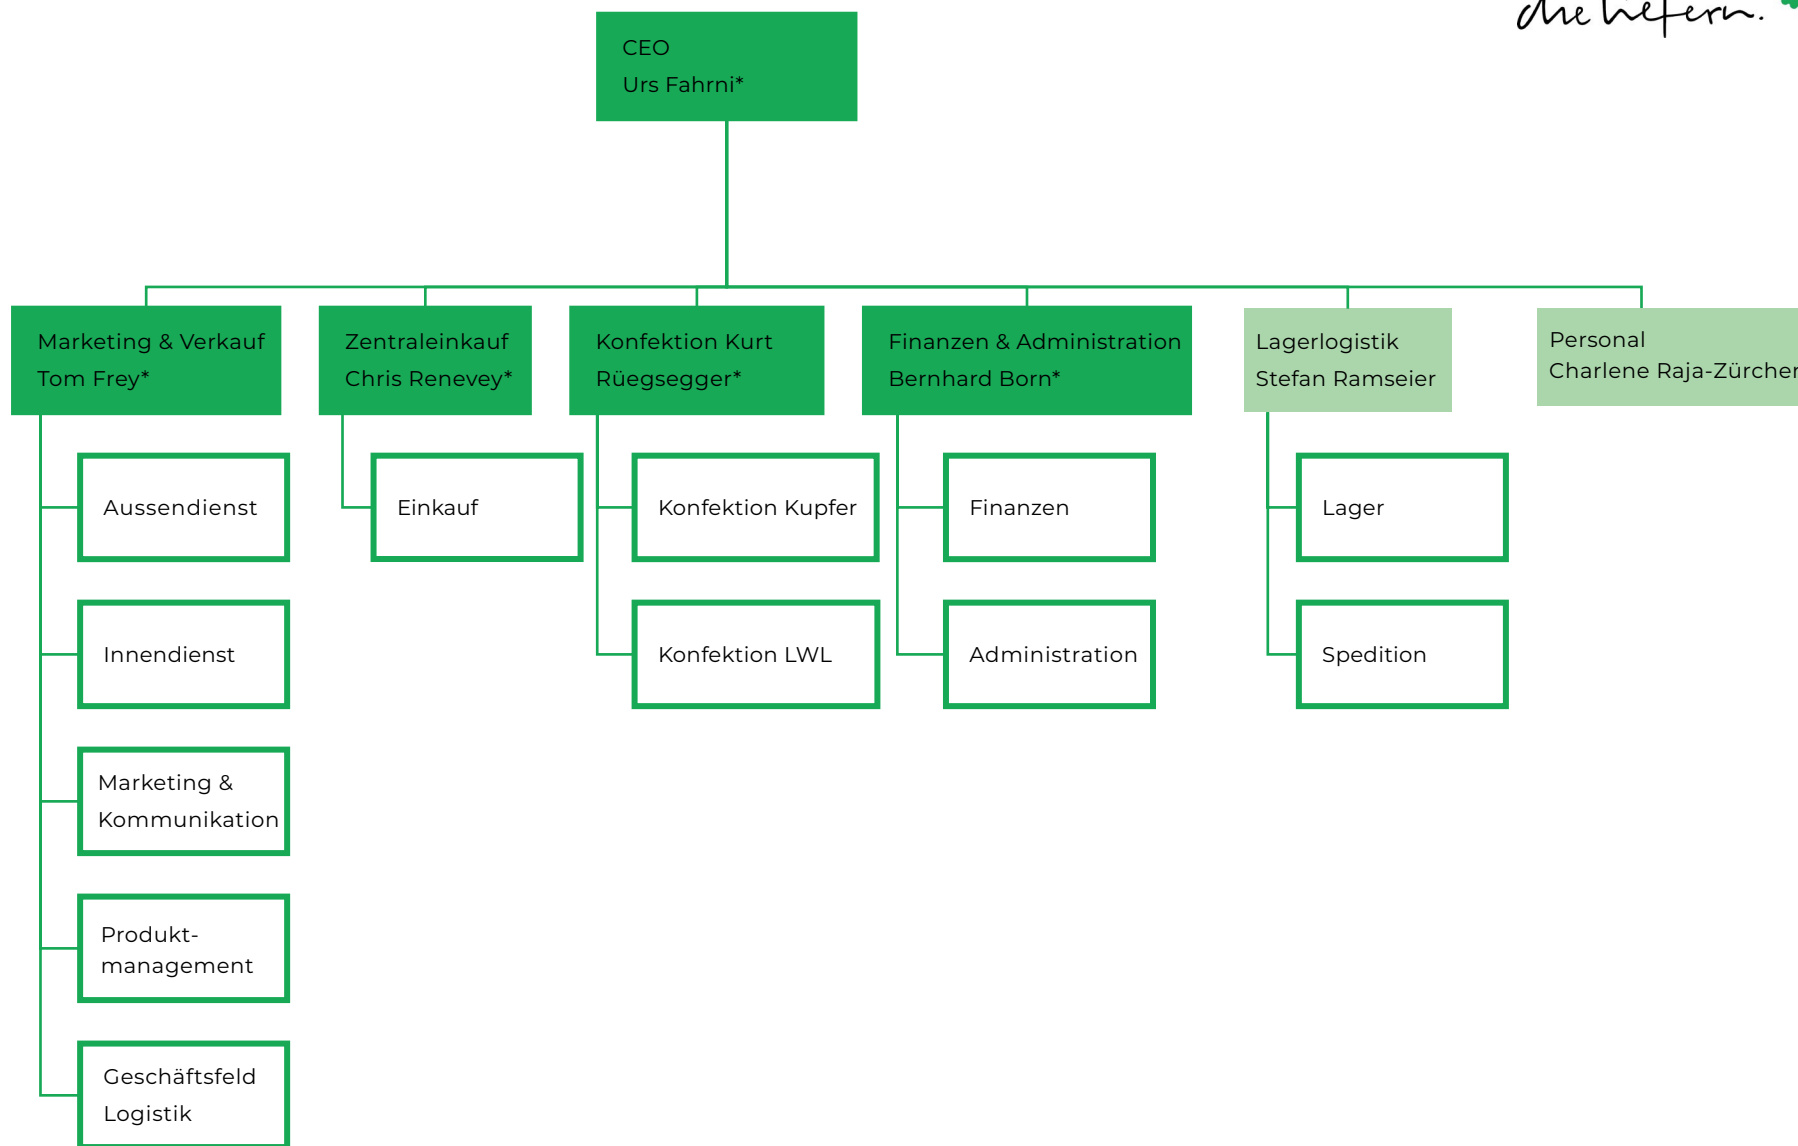 die liefern.
CEO
Urs Fahrni*
Marketing & Verkauf
Tom Frey*
Zentraleinkauf
Chris Renevey*
Konfektion Kurt
Rüegsegger*
Finanzen & Administration
Bernhard Born*
Lagerlogistik
Stefan Ramseier
Personal
Charlene Raja-Zürcher
Aussendienst
Einkauf
Konfektion Kupfer
Finanzen
Lager
Innendienst
Konfektion LWL
Administration
Spedition
Marketing &
Kommunikation
Produkt-
management
Geschäftsfeld
Logistik